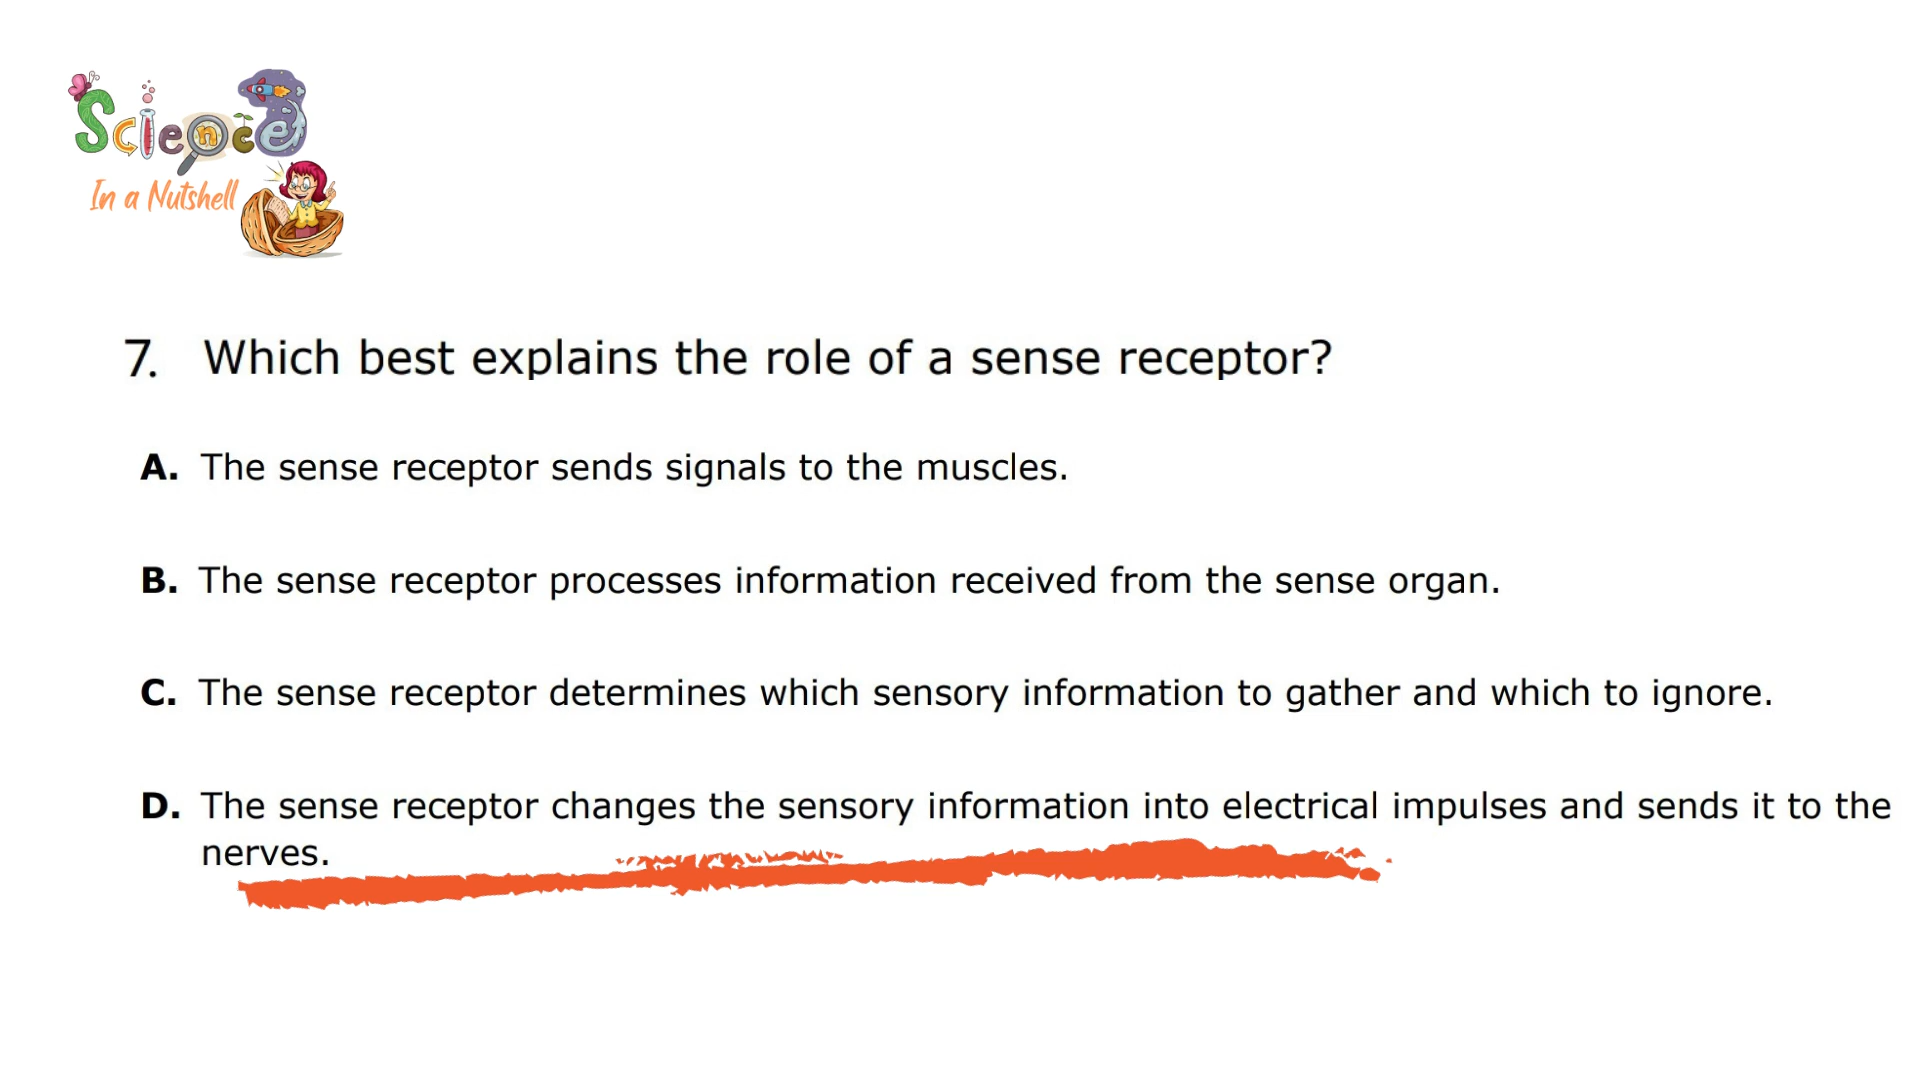 Science
In a Nutshell
7. Which best explains the role of a sense receptor?
A. The sense receptor sends signals to the muscles.
B. The sense receptor processes information received from the sense organ.
C. The sense receptor determines which sensory information to gather and which to ignore.
D. The sense receptor changes the sensory information into electrical impulses and sends it to the
nerves.